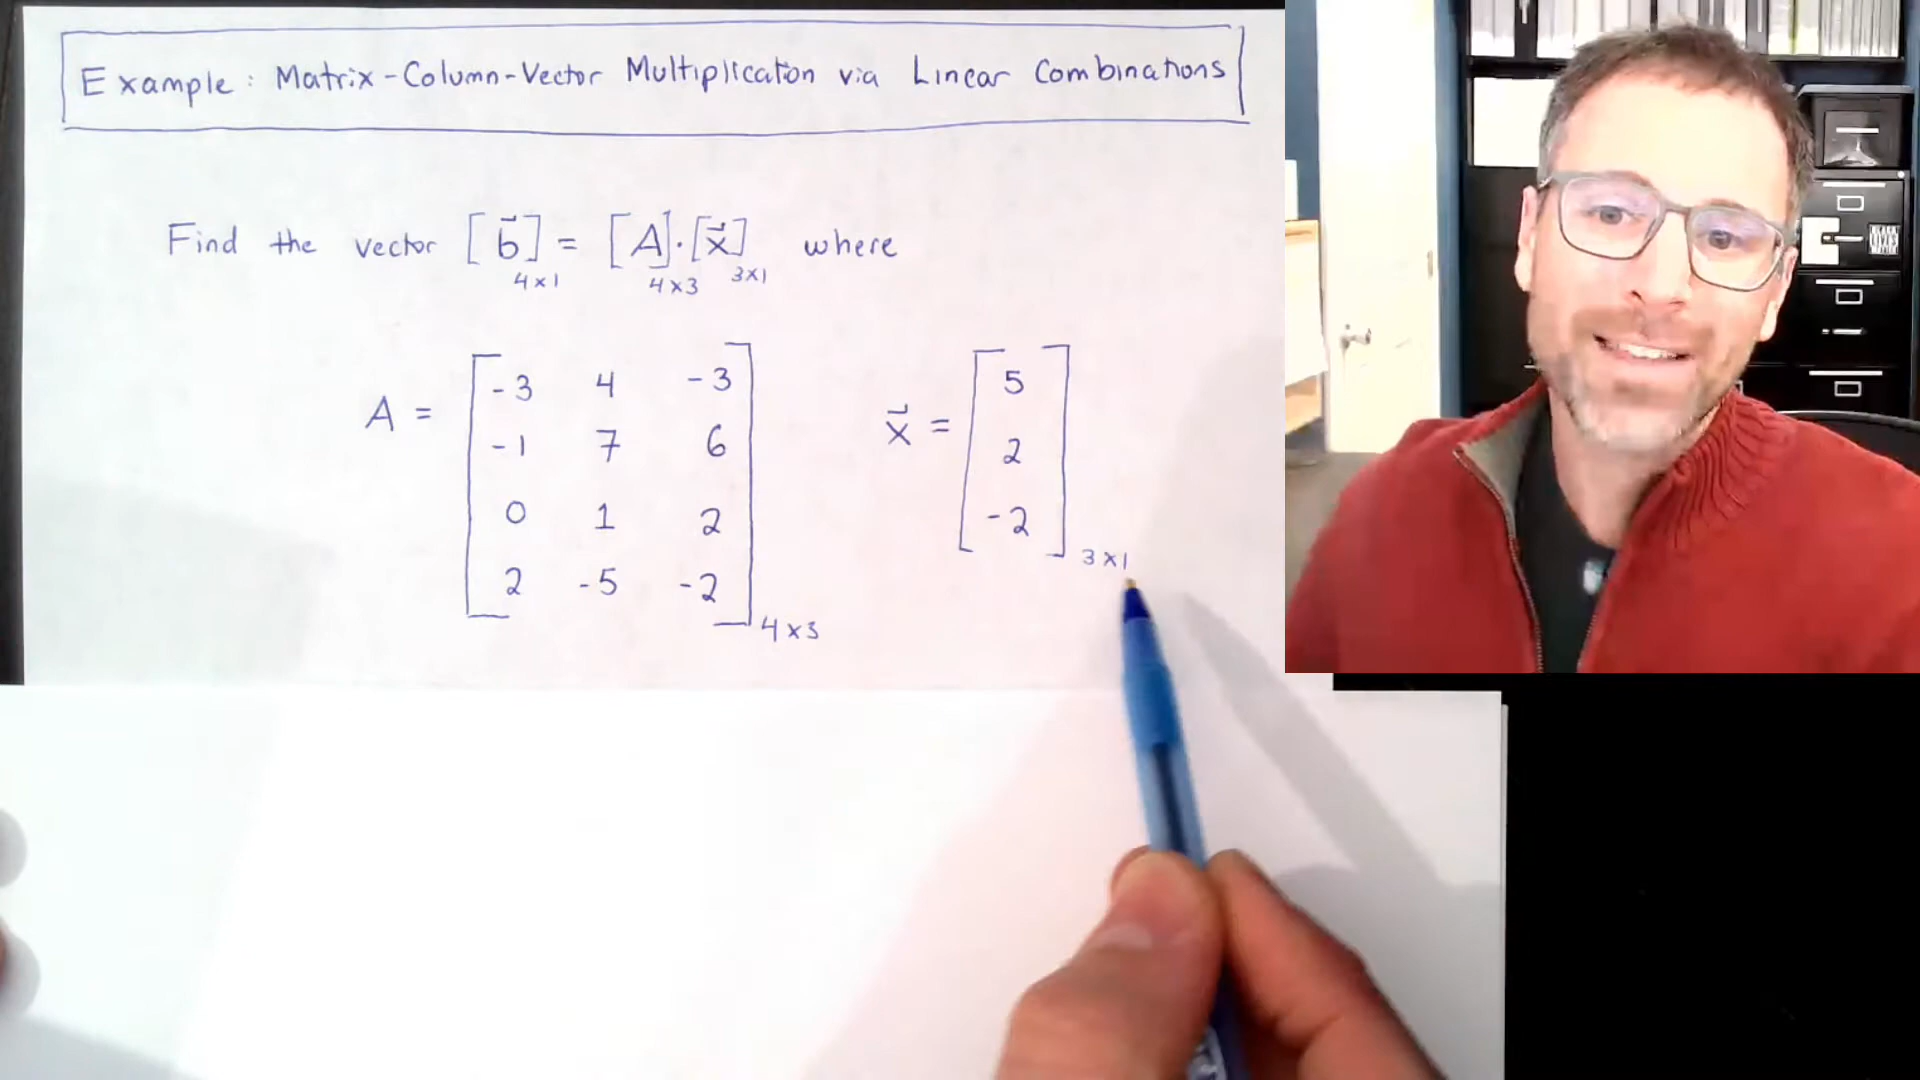 Example: Matrix-Column-Vector Multiplication via Linear Combinations
Find the vector [b⃗] = [A]·[x⃗] where
4×1 4×3 3×1
A = [-3 4 -3
-1 7 6
0 1 2
2 -5 -2] 4×3
x⃗ = [5
2
-2] 3×1